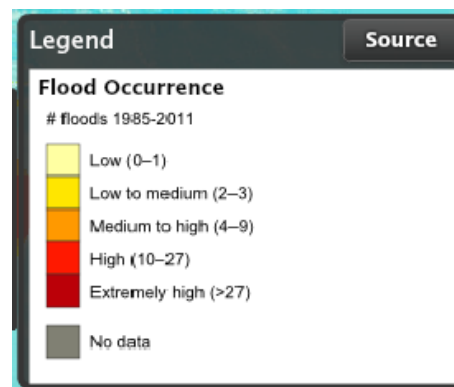 Legend Source
Flood Occurrence
# floods 1985-2011
Low (0–1)
Low to medium (2–3)
Medium to high (4–9)
High (10–27)
Extremely high (>27)
No data